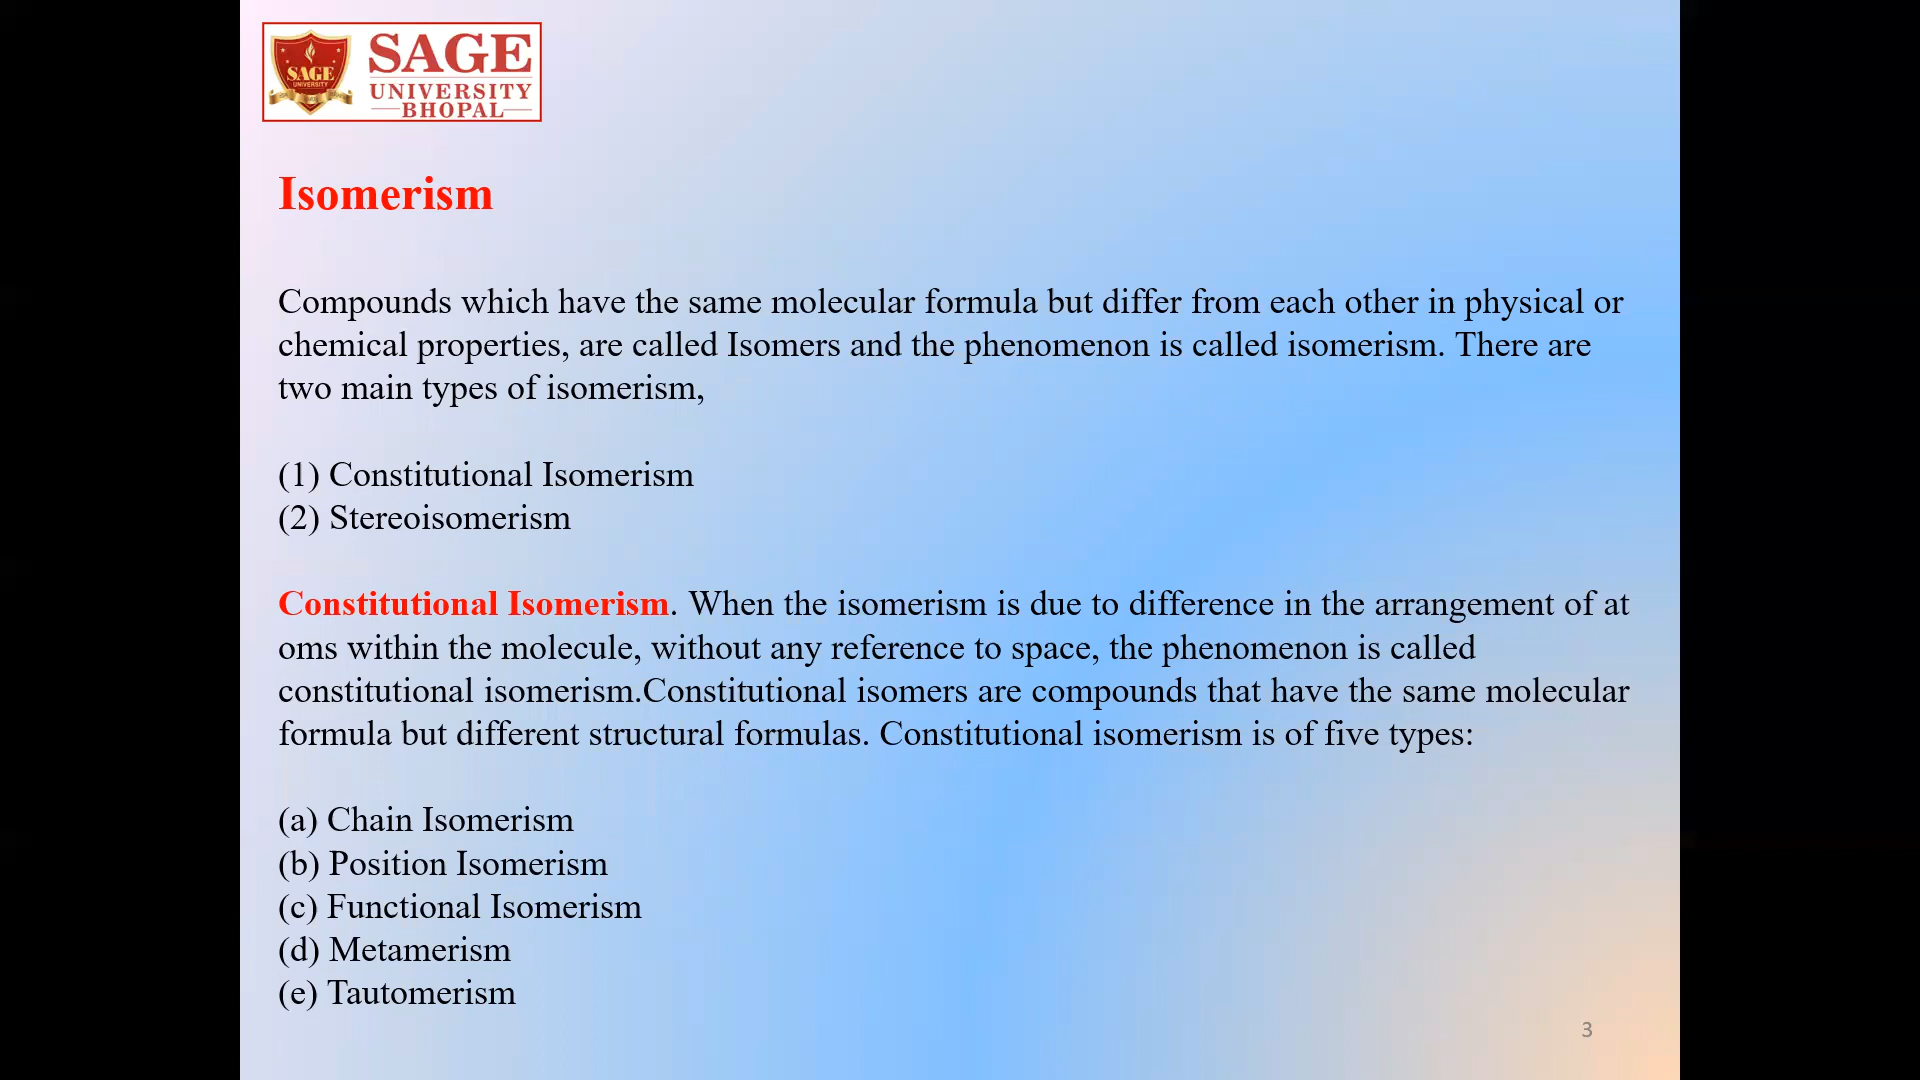 SAGE
UNIVERSITY
SAGE
UNIVERSITY
BHOPAL
Isomerism
Compounds which have the same molecular formula but differ from each other in physical or
chemical properties, are called Isomers and the phenomenon is called isomerism. There are
two main types of isomerism,
(1) Constitutional Isomerism
(2) Stereoisomerism
Constitutional Isomerism. When the isomerism is due to difference in the arrangement of at
oms within the molecule, without any reference to space, the phenomenon is called
constitutional isomerism.Constitutional isomers are compounds that have the same molecular
formula but different structural formulas. Constitutional isomerism is of five types:
(a) Chain Isomerism
(b) Position Isomerism
(c) Functional Isomerism
(d) Metamerism
(e) Tautomerism
3